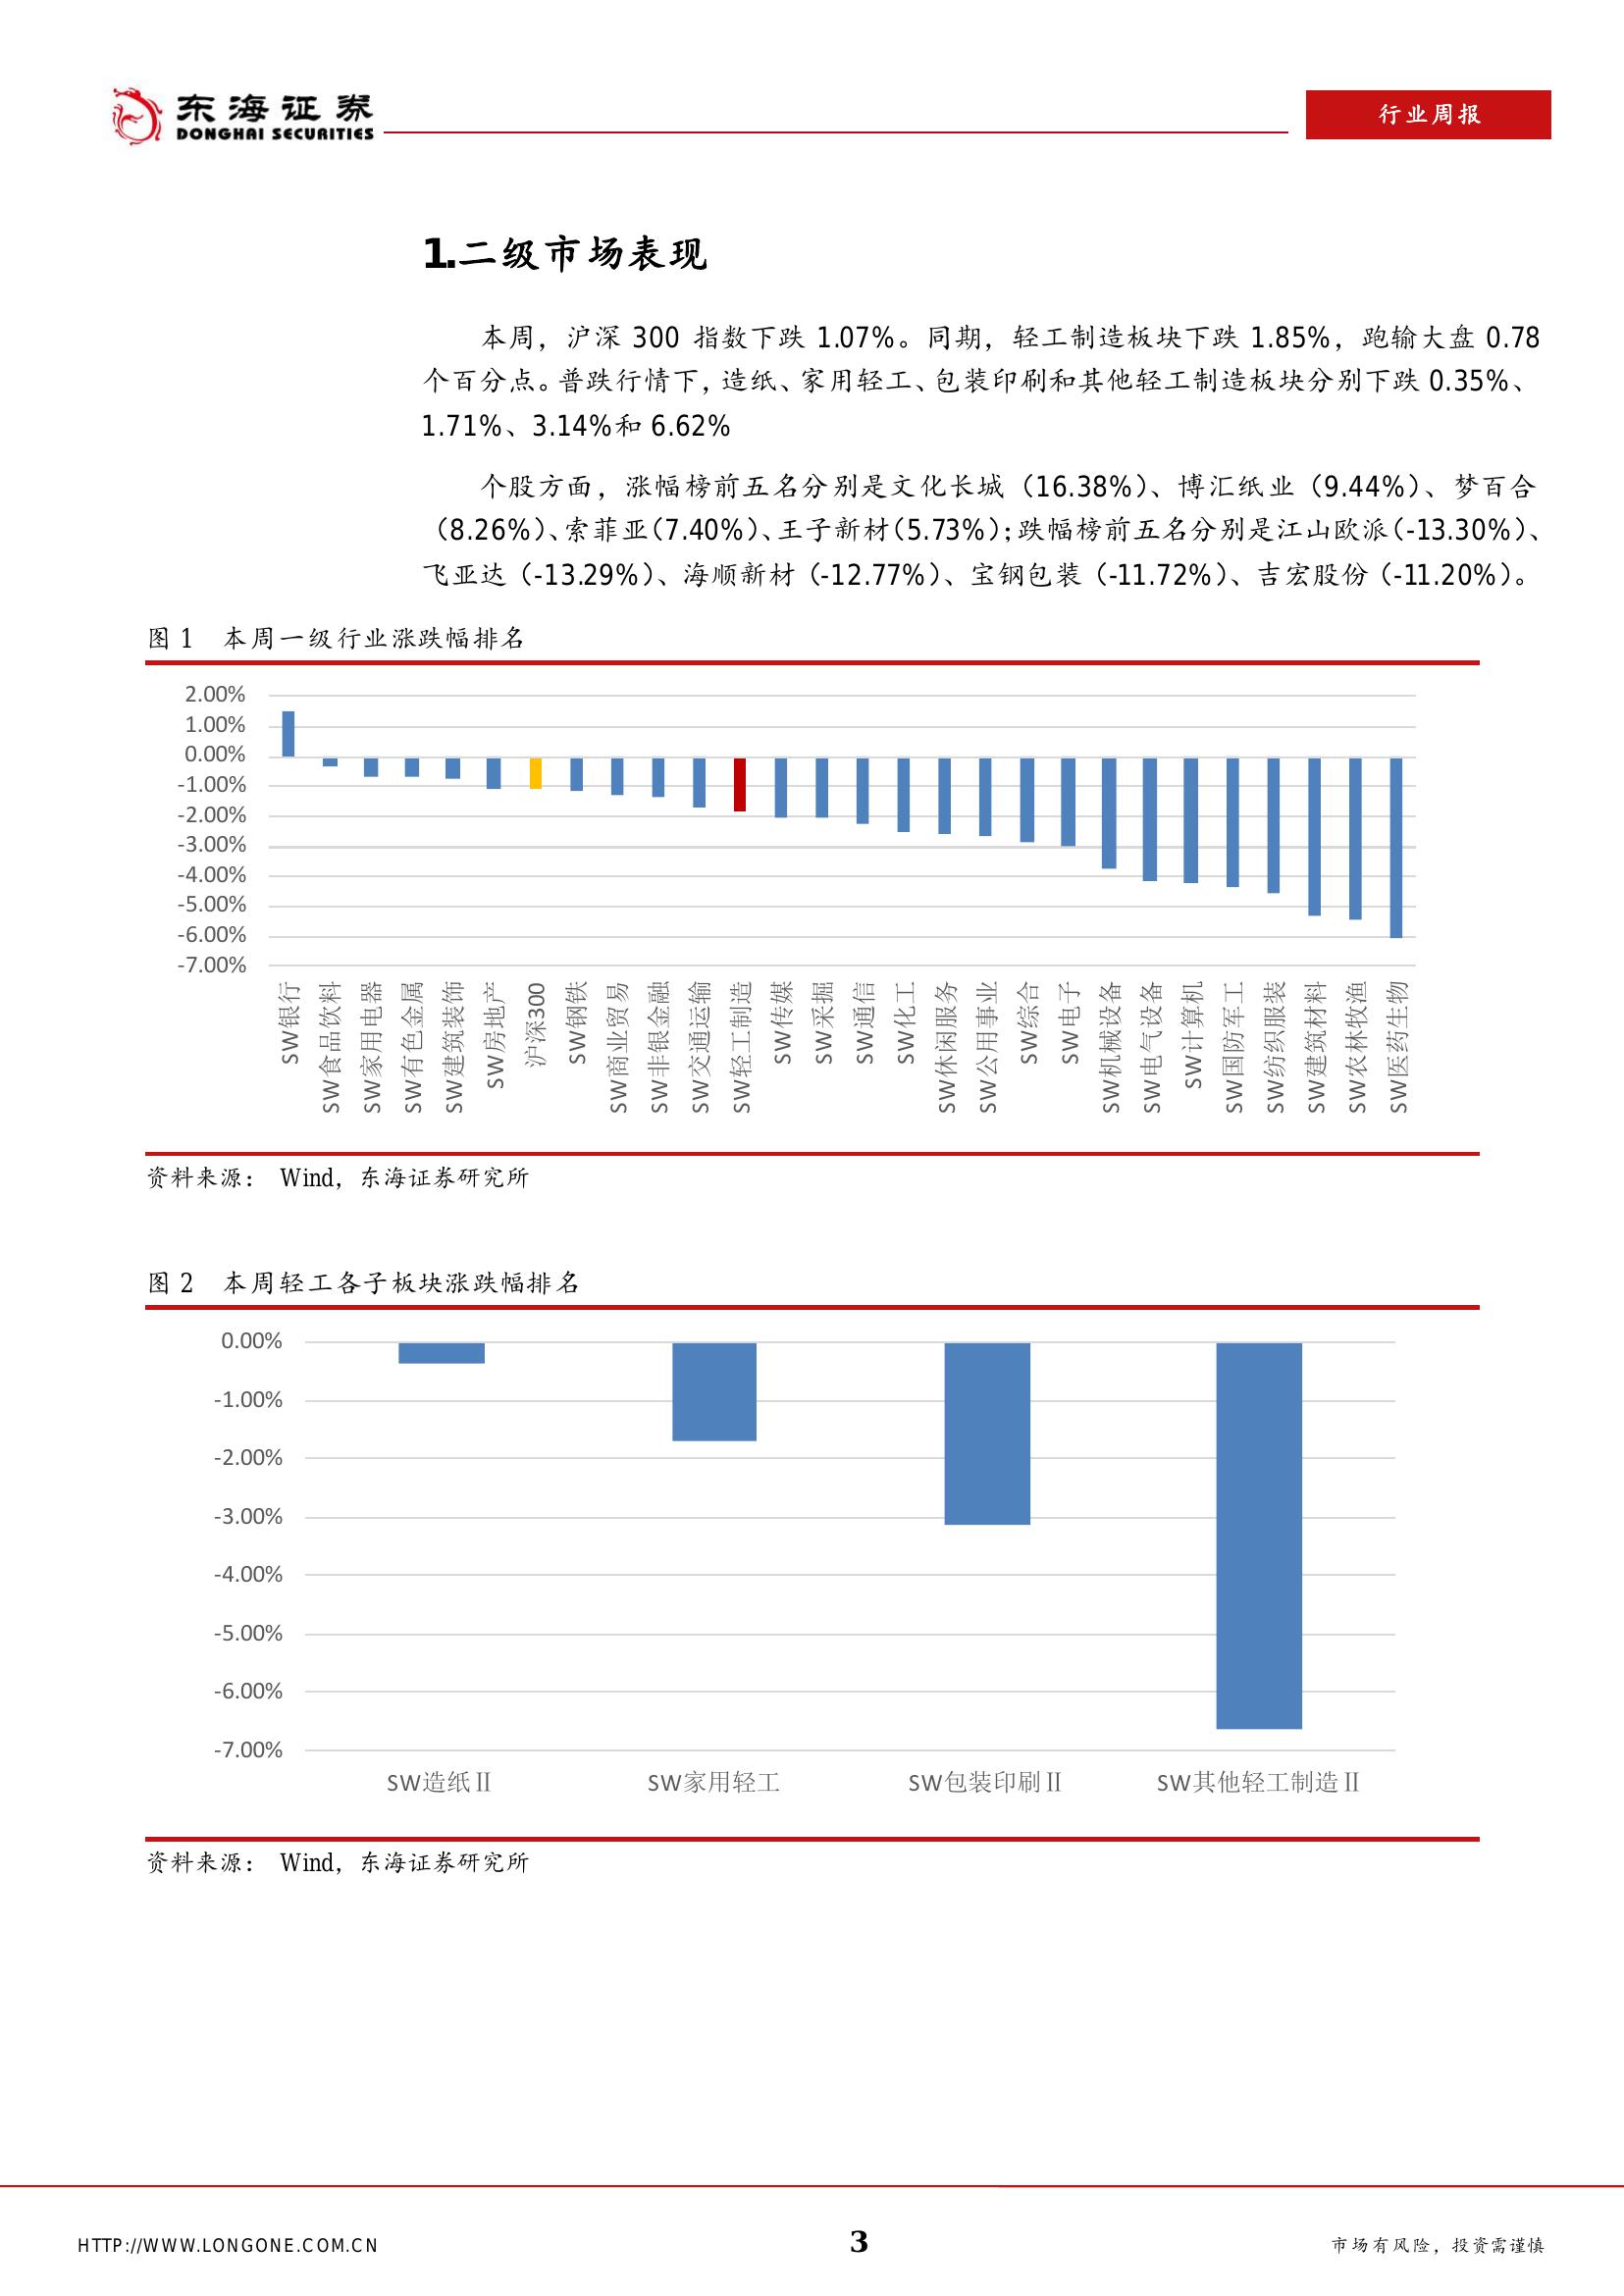 东海证券
DONGHAI SECURITIES
行业周报
1.二级市场表现
本周，沪深 300 指数下跌 1.07%。同期，轻工制造板块下跌 1.85%，跑输大盘 0.78
个百分点。普跌行情下，造纸、家用轻工、包装印刷和其他轻工制造板块分别下跌 0.35%、
1.71%、3.14%和 6.62%
个股方面，涨幅榜前五名分别是文化长城（16.38%）、博汇纸业（9.44%）、梦百合
（8.26%）、索菲亚（7.40%）、王子新材（5.73%）；跌幅榜前五名分别是江山欧派（-13.30%）、
飞亚达（-13.29%）、海顺新材（-12.77%）、宝钢包装（-11.72%）、吉宏股份（-11.20%）。
图 1 本周一级行业涨跌幅排名
2.00%
1.00%
0.00%
-1.00%
-2.00%
-3.00%
-4.00%
-5.00%
-6.00%
-7.00%
SW银行
SW食品饮料
SW家用电器
SW有色金属
SW建筑装饰
SW房地产
沪深300
SW钢铁
SW商业贸易
SW非银金融
SW交通运输
SW轻工制造
SW传媒
SW采掘
SW通信
SW化工
SW休闲服务
SW公用事业
SW综合
SW电子
SW机械设备
SW电气设备
SW计算机
SW国防军工
SW纺织服装
SW建筑材料
SW农林牧渔
SW医药生物
资料来源： Wind，东海证券研究所
图 2 本周轻工各子板块涨跌幅排名
0.00%
-1.00%
-2.00%
-3.00%
-4.00%
-5.00%
-6.00%
-7.00%
SW造纸Ⅱ
SW家用轻工
SW包装印刷Ⅱ
SW其他轻工制造Ⅱ
资料来源： Wind，东海证券研究所
HTTP://WWW.LONGONE.COM.CN
3
市场有风险，投资需谨慎